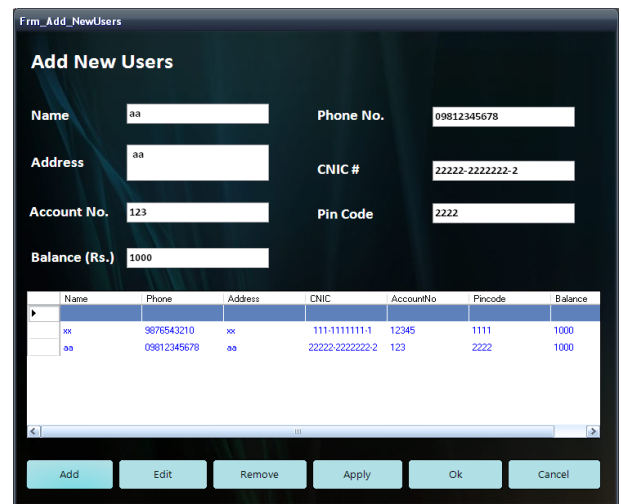 Frm_Add_NewUsers
Add New Users
Name aa Phone No. 09812345678
Address aa CNIC # 22222-2222222-2
Account No. 123 Pin Code 2222
Balance (Rs.) 1000
Name Phone Address CNIC AccountNo Pincode Balance
xx 9876543210 xx 111-1111111-1 12345 1111 1000
aa 09812345678 aa 22222-2222222-2 123 2222 1000
Add Edit Remove Apply Ok Cancel